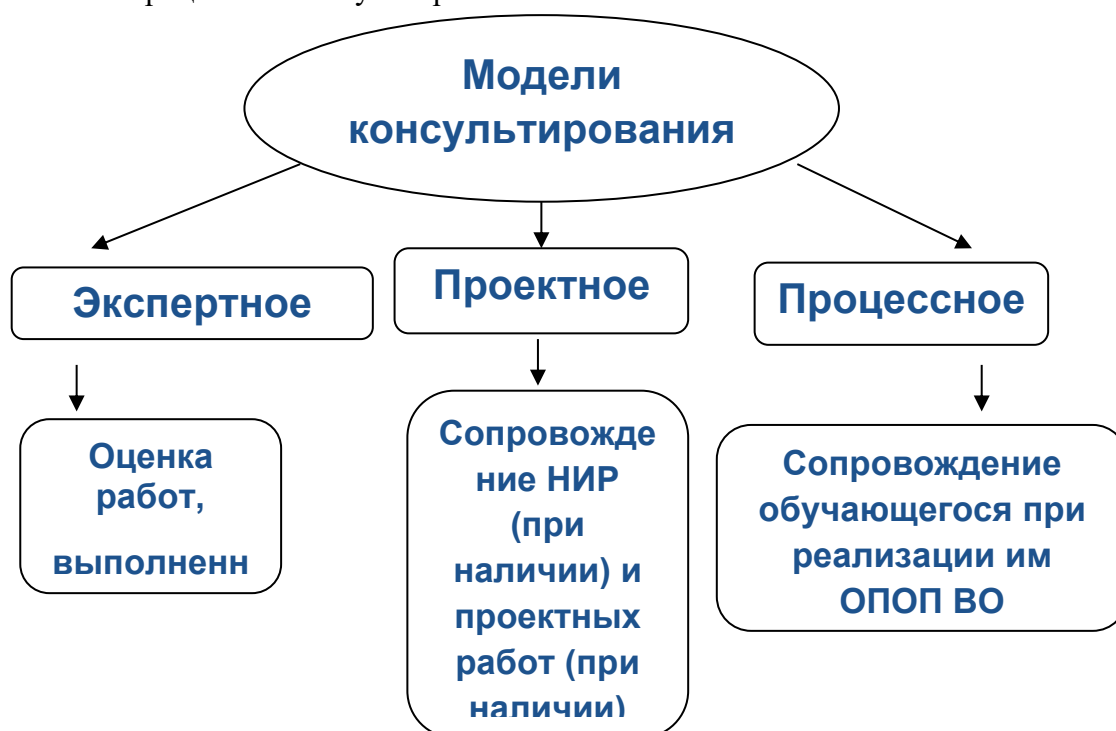 Модели
консультирования
Экспертное
Проектное
Процессное
Оценка
работ,
выполненн
Сопровожде
ние НИР
(при
наличии) и
проектных
работ (при
наличии)
Сопровождение
обучающегося при
реализации им
ОПОП ВО